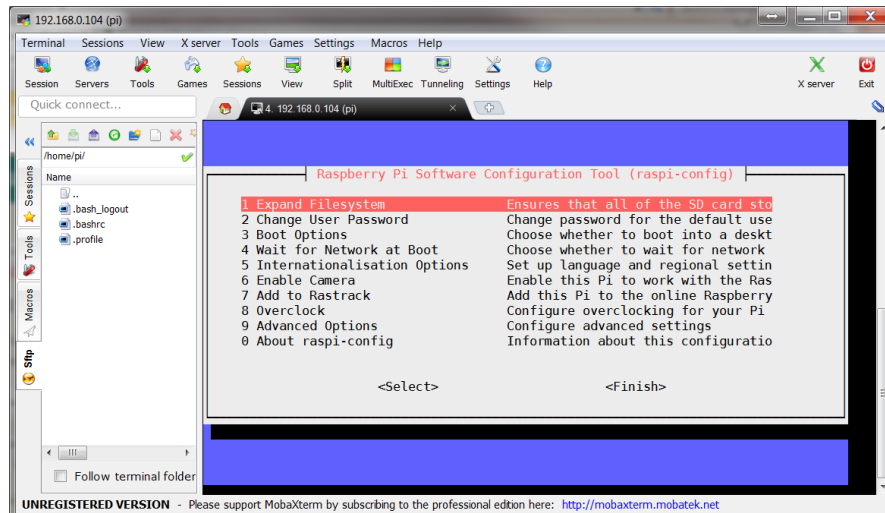 192.168.0.104 (pi)
Terminal Sessions View X server Tools Games Settings Macros Help
Session Servers Tools Games Sessions View Split MultiExec Tunneling Settings Help X server Exit
Quick connect...
4. 192.168.0.104 (pi)
/home/pi/
Name
..
.bash_logout
.bashrc
.profile
Sessions
Tools
Macros
Sftp
Raspberry Pi Software Configuration Tool (raspi-config)
1 Expand Filesystem Ensures that all of the SD card sto
2 Change User Password Change password for the default use
3 Boot Options Choose whether to boot into a deskt
4 Wait for Network at Boot Choose whether to wait for network
5 Internationalisation Options Set up language and regional settin
6 Enable Camera Enable this Pi to work with the Ras
7 Add to Rastrack Add this Pi to the online Raspberry
8 Overclock Configure overclocking for your Pi
9 Advanced Options Configure advanced settings
0 About raspi-config Information about this configuratio
<Select> <Finish>
Follow terminal folder
UNREGISTERED VERSION - Please support MobaXterm by subscribing to the professional edition here: http://mobaxterm.mobatek.net